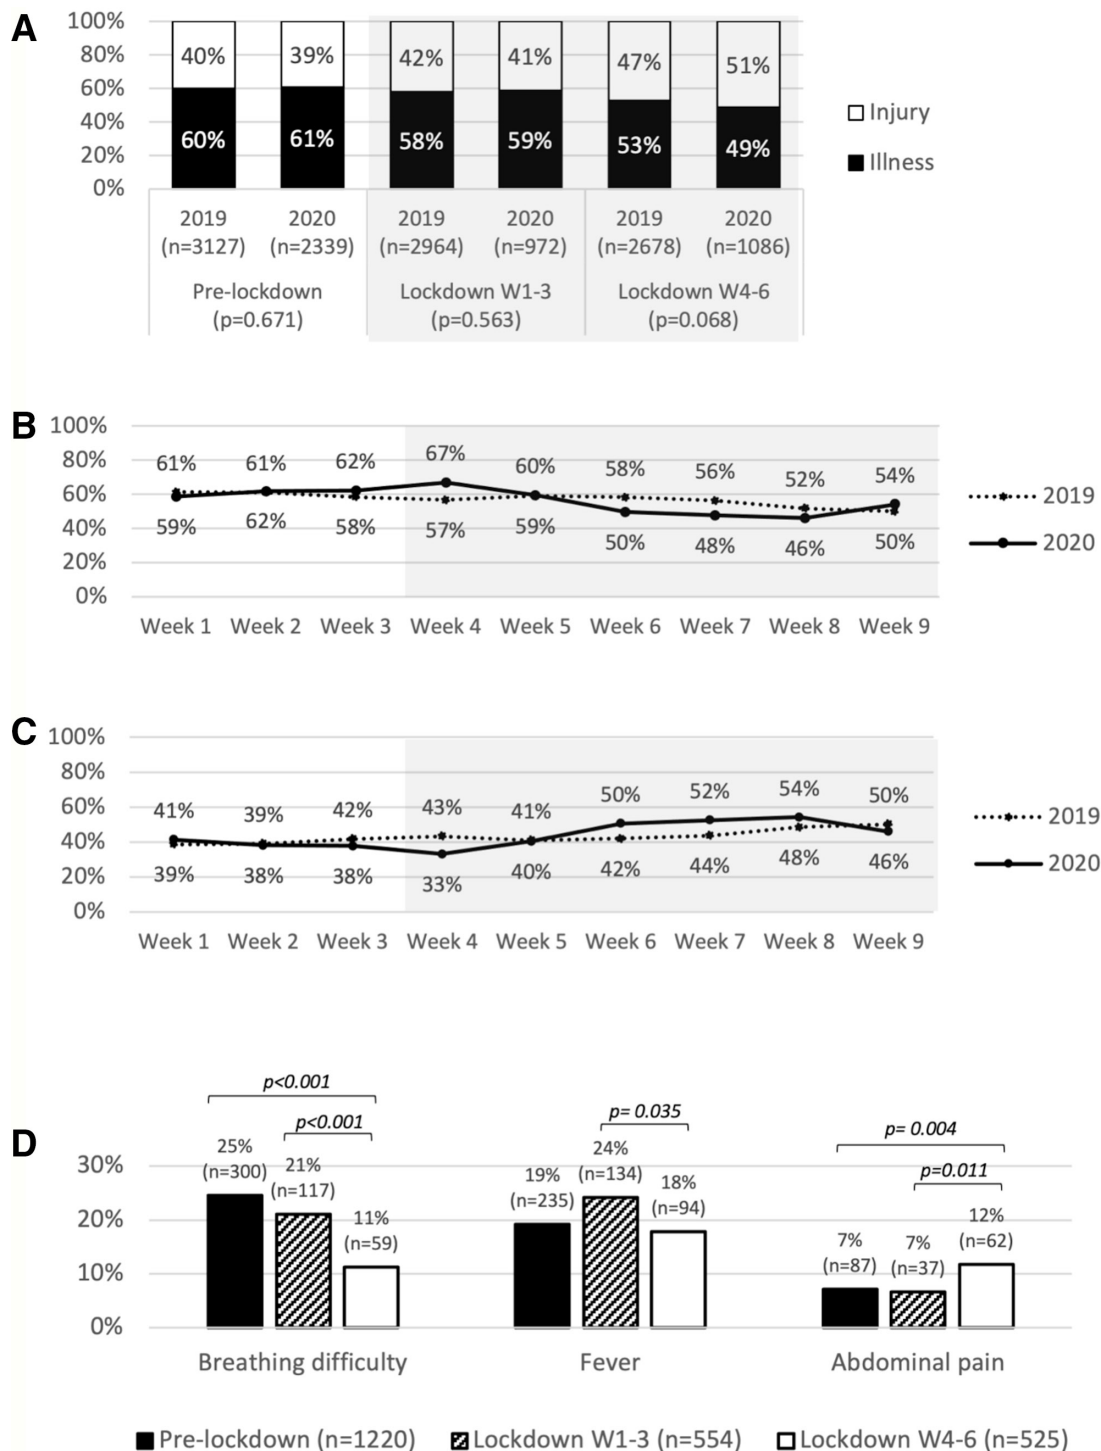 A
100%
80%
60%
40%
20%
0%
40%
39%
42%
41%
47%
51%
60%
61%
58%
59%
53%
49%
Injury
Illness
2019 2020 2019 2020 2019 2020
(n=3127) (n=2339) (n=2964) (n=972) (n=2678) (n=1086)
Pre-lockdown Lockdown W1-3 Lockdown W4-6
(p=0.671) (p=0.563) (p=0.068)
B
100%
80%
60%
40%
20%
0%
61% 61% 62% 67% 60% 58% 56% 52% 54%
59% 62% 58% 57% 59% 50% 48% 46% 50%
2019
2020
Week 1 Week 2 Week 3 Week 4 Week 5 Week 6 Week 7 Week 8 Week 9
C
100%
80%
60%
40%
20%
0%
41% 39% 42% 43% 41% 50% 52% 54% 50%
39% 38% 38% 33% 40% 42% 44% 48% 46%
2019
2020
Week 1 Week 2 Week 3 Week 4 Week 5 Week 6 Week 7 Week 8 Week 9
D
30%
20%
10%
0%
p<0.001
p<0.001
25%
(n=300)
21%
(n=117)
11%
(n=59)
p= 0.035
19%
(n=235)
24%
(n=134)
18%
(n=94)
p= 0.004
p=0.011
7%
(n=87)
7%
(n=37)
12%
(n=62)
Breathing difficulty Fever Abdominal pain
Pre-lockdown (n=1220) Lockdown W1-3 (n=554) Lockdown W4-6 (n=525)